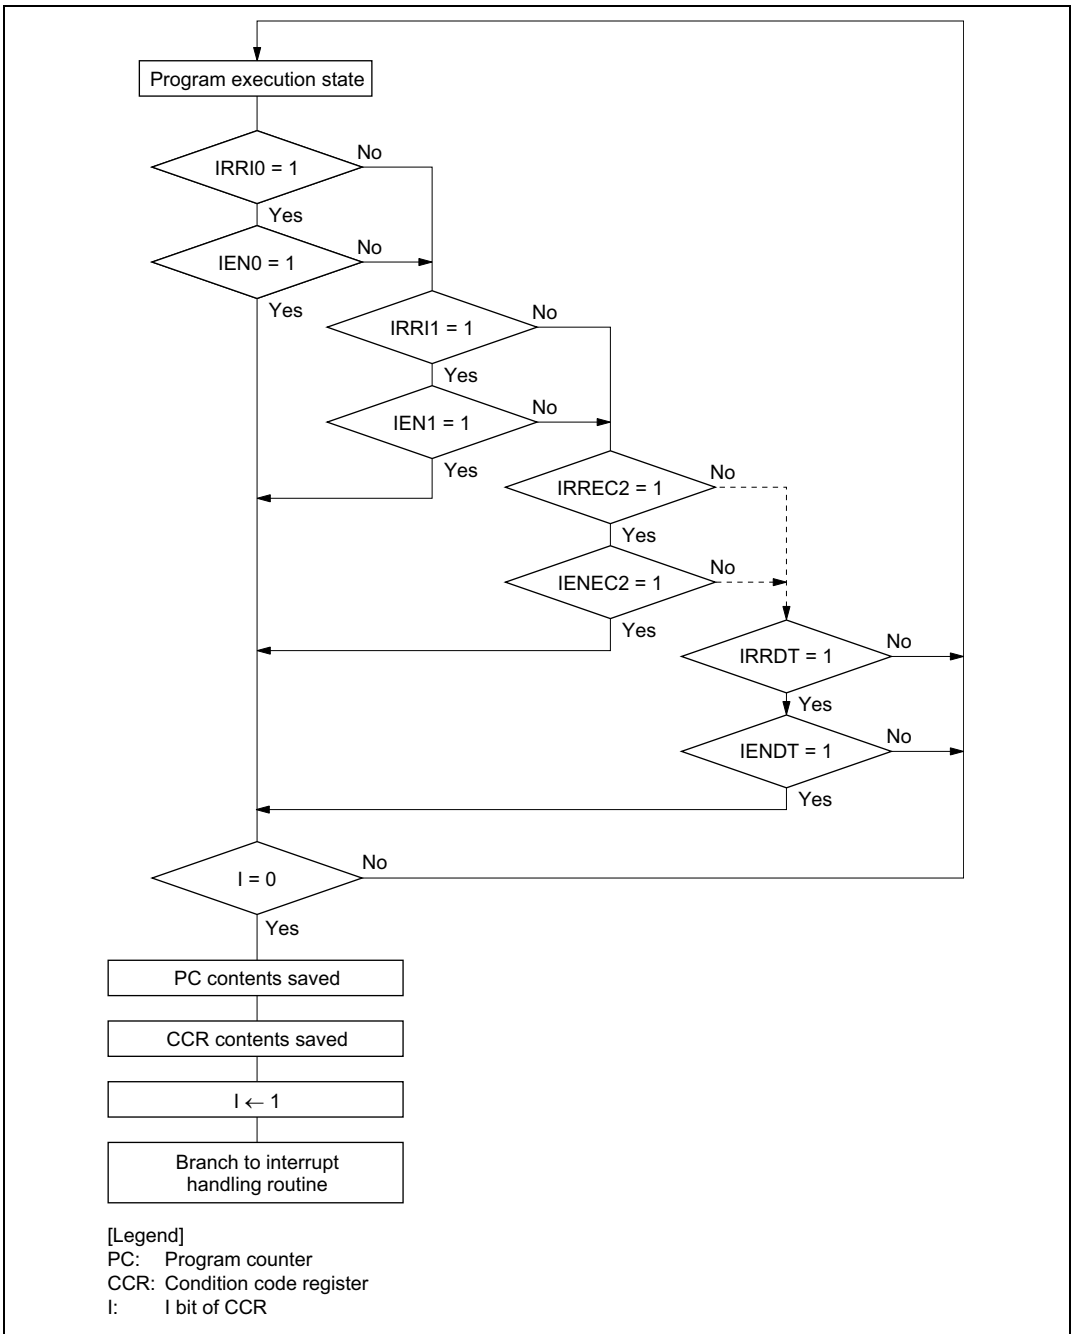 Program execution state
IRRI0 = 1
No
Yes
IEN0 = 1
No
Yes
IRRI1 = 1
No
Yes
IEN1 = 1
No
Yes
IRREC2 = 1
No
Yes
IENEC2 = 1
No
Yes
IRRDT = 1
No
Yes
IENDT = 1
No
Yes
I = 0
No
Yes
PC contents saved
CCR contents saved
I ← 1
Branch to interrupt
handling routine
[Legend]
PC: Program counter
CCR: Condition code register
I: I bit of CCR